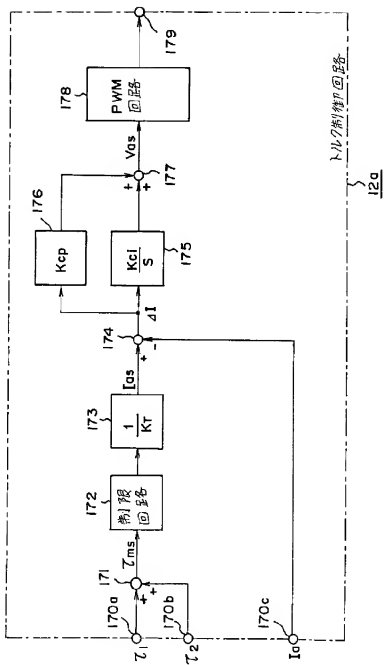 トルク制御回路
12a
176
Kcp
178
PWM
回路
179
Vas
+
+
177
Kci
S
175
ΔI
174
+
-
Ias
173
1
KT
172
制限
回路
τms
171
+
+
170a
τ1
170b
τ2
170c
Ia